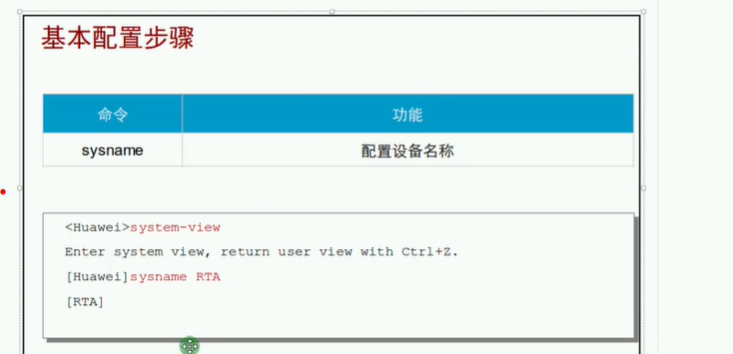 基本配置步骤
命令 功能
sysname 配置设备名称
<Huawei>system-view
Enter system view, return user view with Ctrl+Z.
[Huawei]sysname RTA
[RTA]